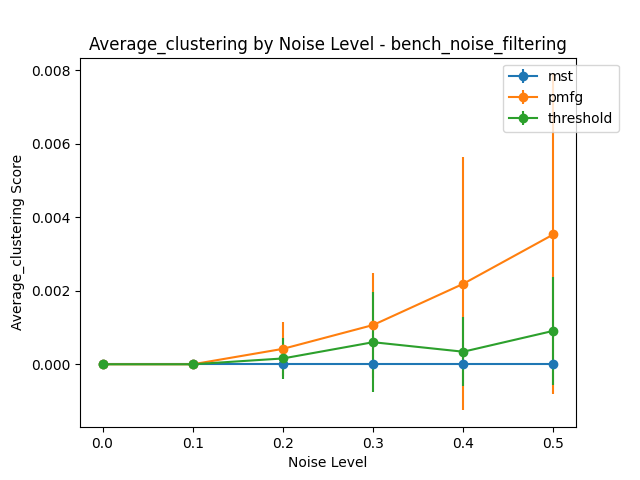 Average_clustering by Noise Level - bench_noise_filtering
mst
pmfg
threshold
Average_clustering Score
0.008
0.006
0.004
0.002
0.000
0.0 0.1 0.2 0.3 0.4 0.5
Noise Level